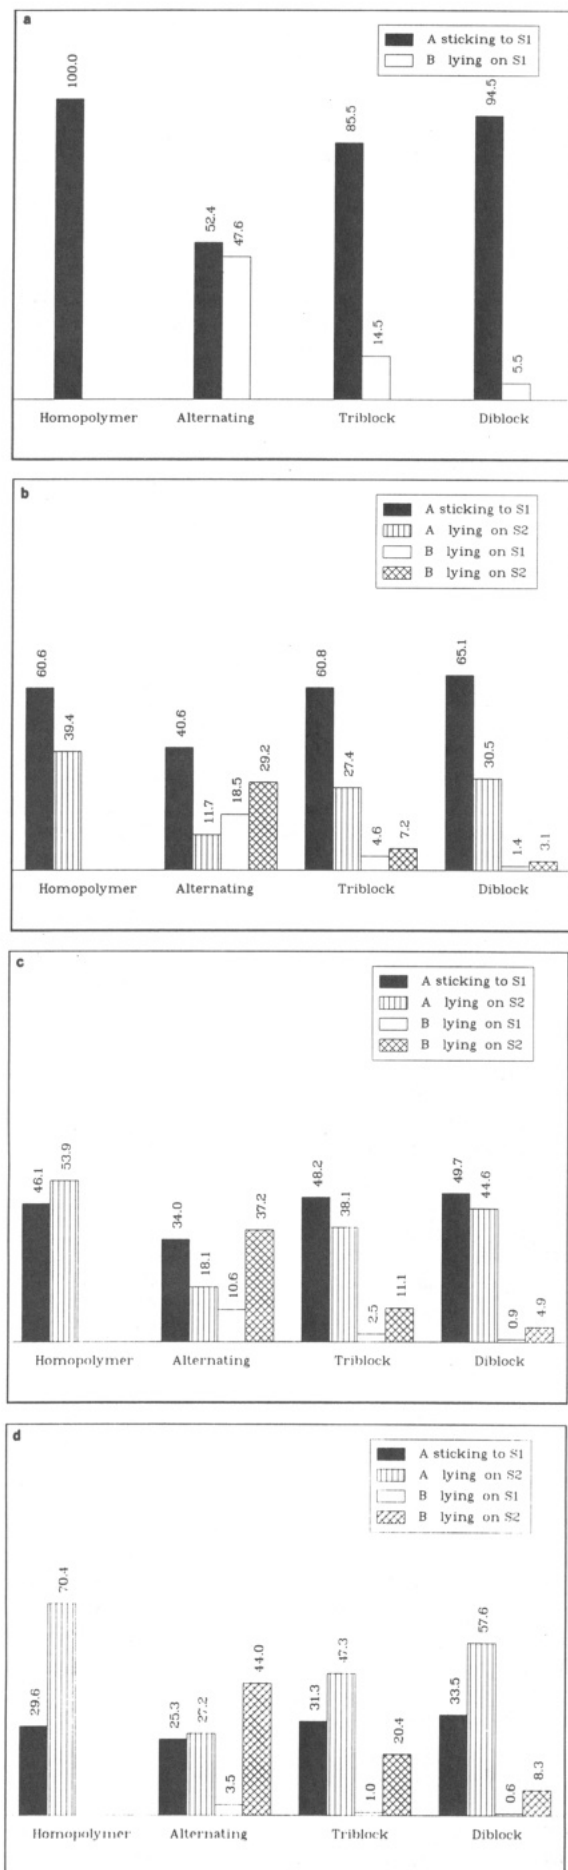 a
A sticking to S1
B lying on S1
100.0
52.4
47.6
85.5
14.5
94.5
5.5
Homopolymer Alternating Triblock Diblock
b
A sticking to S1
A lying on S2
B lying on S1
B lying on S2
60.6
39.4
40.6
11.7
18.5
29.2
60.8
27.4
4.6
7.2
65.1
30.5
1.4
3.1
Homopolymer Alternating Triblock Diblock
c
A sticking to S1
A lying on S2
B lying on S1
B lying on S2
46.1
53.9
34.0
18.1
10.6
37.2
48.2
38.1
2.5
11.1
49.7
44.6
0.9
4.9
Homopolymer Alternating Triblock Diblock
d
A sticking to S1
A lying on S2
B lying on S1
B lying on S2
29.6
70.4
25.3
27.2
3.5
44.0
31.3
47.3
1.0
20.4
33.5
57.6
0.6
8.3
Homopolymer Alternating Triblock Diblock